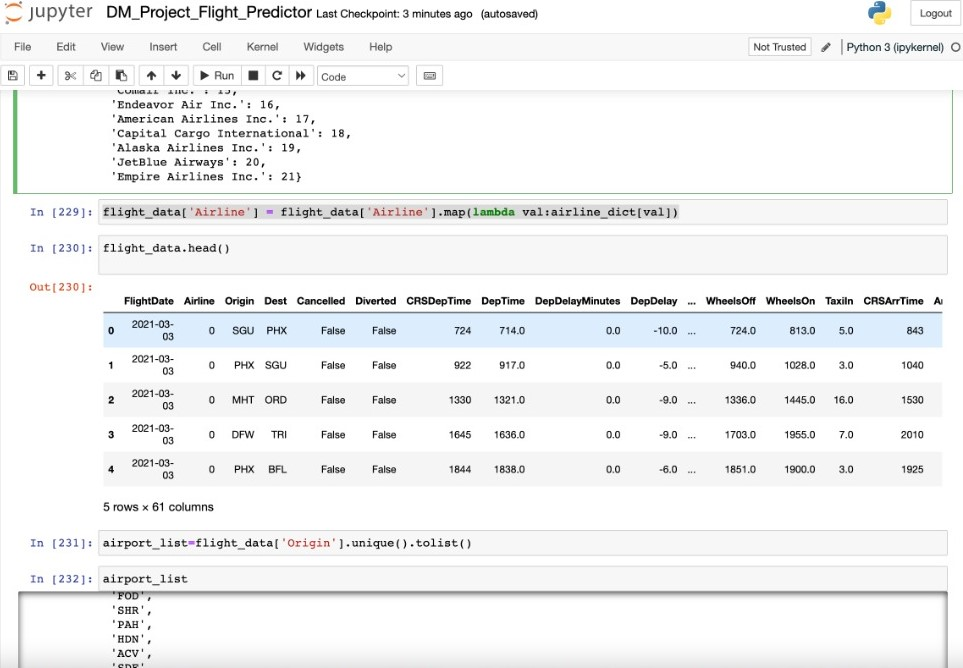 jupyter DM_Project_Flight_Predictor Last Checkpoint: 3 minutes ago (autosaved) Logout
File Edit View Insert Cell Kernel Widgets Help Not Trusted Python 3 (ipykernel)
Run Code
'Comair Inc.': 15,
'Endeavor Air Inc.': 16,
'American Airlines Inc.': 17,
'Capital Cargo International': 18,
'Alaska Airlines Inc.': 19,
'JetBlue Airways': 20,
'Empire Airlines Inc.': 21}
In [229]: flight_data['Airline'] = flight_data['Airline'].map(lambda val:airline_dict[val])
In [230]: flight_data.head()
Out[230]:
FlightDate Airline Origin Dest Cancelled Diverted CRSDepTime DepTime DepDelayMinutes DepDelay ... WheelsOff WheelsOn TaxiIn CRSArrTime
0 2021-03-03 0 SGU PHX False False 724 714.0 0.0 -10.0 ... 724.0 813.0 5.0 843
1 2021-03-03 0 PHX SGU False False 922 917.0 0.0 -5.0 ... 940.0 1028.0 3.0 1040
2 2021-03-03 0 MHT ORD False False 1330 1321.0 0.0 -9.0 ... 1336.0 1445.0 16.0 1530
3 2021-03-03 0 DFW TRI False False 1645 1636.0 0.0 -9.0 ... 1703.0 1955.0 7.0 2010
4 2021-03-03 0 PHX BFL False False 1844 1838.0 0.0 -6.0 ... 1851.0 1900.0 3.0 1925
5 rows × 61 columns
In [231]: airport_list=flight_data['Origin'].unique().tolist()
In [232]: airport_list
'FOD',
'SHR',
'PAH',
'HDN',
'ACV',